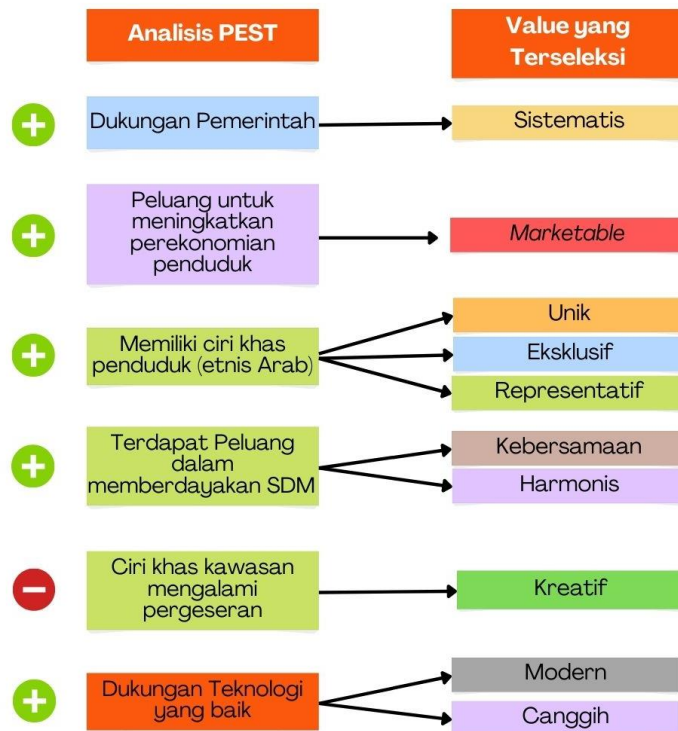 Analisis PEST
Value yang
Terseleksi
Dukungan Pemerintah
Sistematis
Peluang untuk
meningkatkan
perekonomian
penduduk
Marketable
Memiliki ciri khas
penduduk (etnis Arab)
Unik
Eksklusif
Representatif
Terdapat Peluang
dalam
memberdayakan SDM
Kebersamaan
Harmonis
Ciri khas kawasan
mengalami
pergeseran
Kreatif
Dukungan Teknologi
yang baik
Modern
Canggih